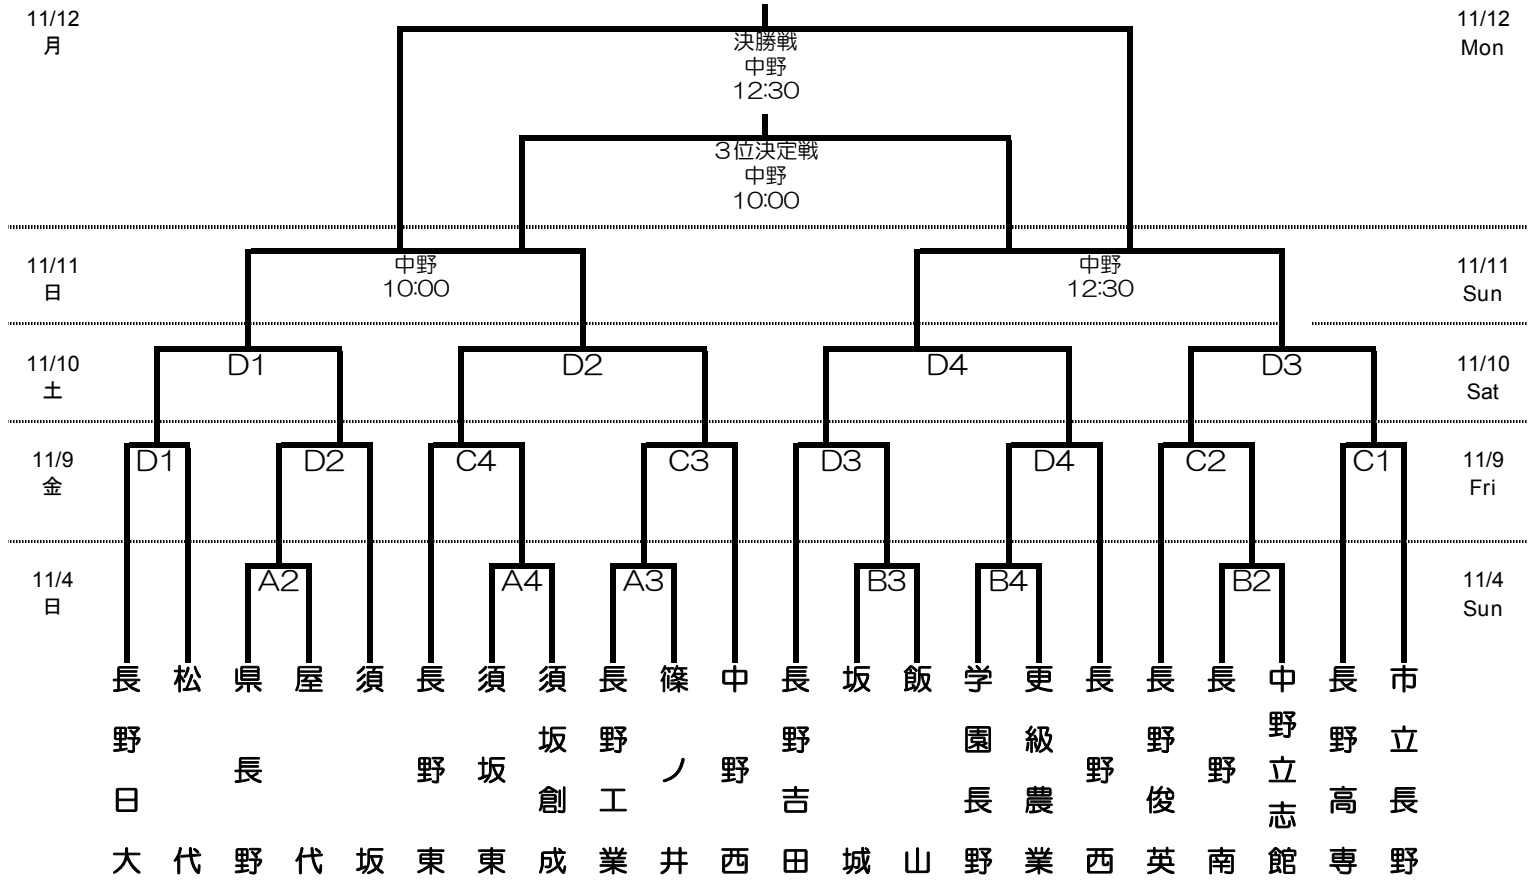 11/12
月
11/12
Mon
決勝戦
中野
12:30
3位決定戦
中野
10:00
11/11
日
中野
10:00
中野
12:30
11/11
Sun
11/10
土
D1
D2
D4
D3
11/10
Sat
11/9
金
D1
D2
C4
C3
D3
D4
C2
C1
11/9
Fri
11/4
日
A2
A4
A3
B3
B4
B2
11/4
Sun
長野日大
松代
県長野
屋代
須坂
長野東
須坂東
須坂創成
長野工業
篠ノ井
中野西
長野吉田
坂城
飯山
学園長野
更級農業
長野西
長野俊英
長野南
中野立志館
長野高専
市立長野